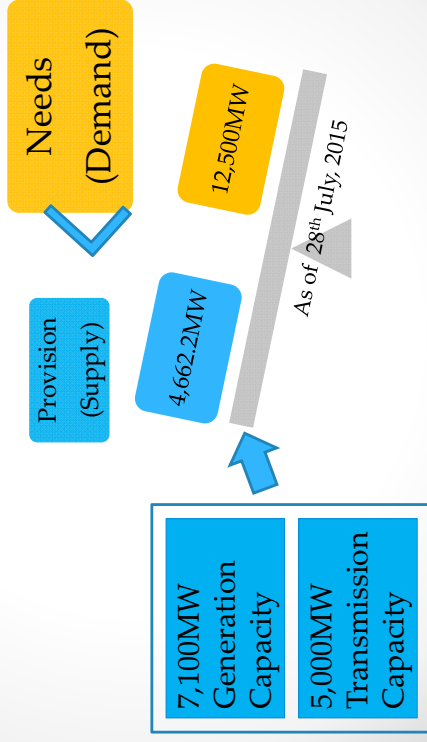 Provision
(Supply)
Needs
(Demand)
4,662.2MW
12,500MW
As of 28th July, 2015
7,100MW
Generation
Capacity
5,000MW
Transmission
Capacity